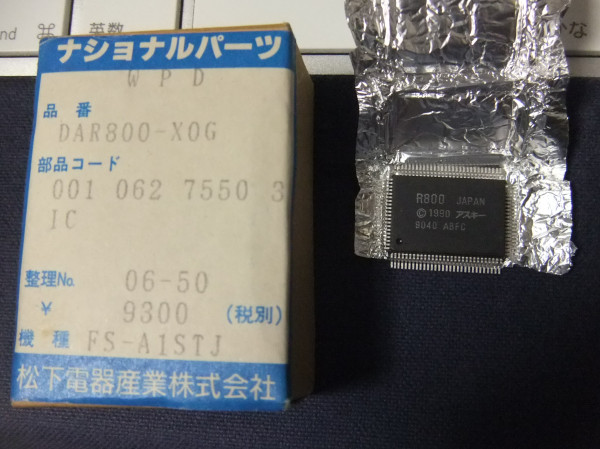 英数
かな
ナショナルパーツ
W P D
品番
DAR800-X0G
部品コード
001 062 7550 3
IC
整理No. 06-50
¥ 9300 (税別)
機種 FS-A1STJ
松下電器産業株式会社
R800 JAPAN
©1990 アスキー
9040 ABFC